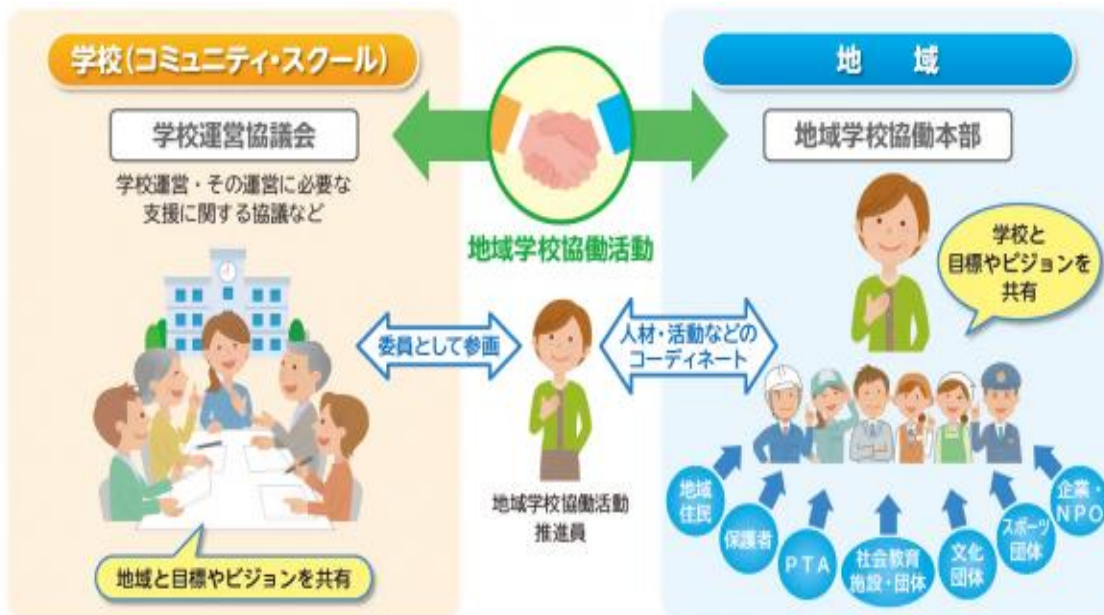 学校(コミュニティ・スクール)
学校運営協議会
学校運営・その運営に必要な
支援に関する協議など
地域と目標やビジョンを共有
地域学校協働活動
委員として参画
人材・活動などの
コーディネート
地域学校協働活動
推進員
地　域
地域学校協働本部
学校と
目標やビジョンを
共有
地域
住民
保護者
PTA
社会教育
施設・団体
文化
団体
スポーツ
団体
企業・
NPO